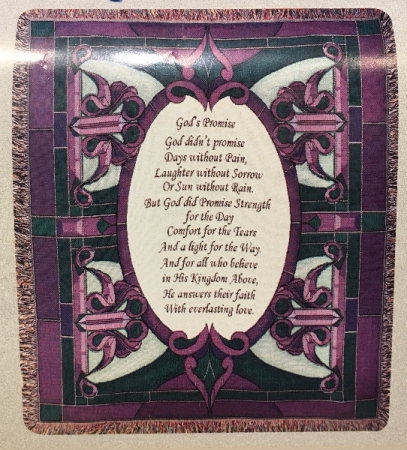 God's Promise
God didn't promise
Days without Pain,
Laughter without Sorrow
Or Sun without Rain.
But God did Promise Strength
for the Day
Comfort for the Tears
And a light for the Way.
And for all who believe
in His Kingdom Above,
He answers their faith
With everlasting love.